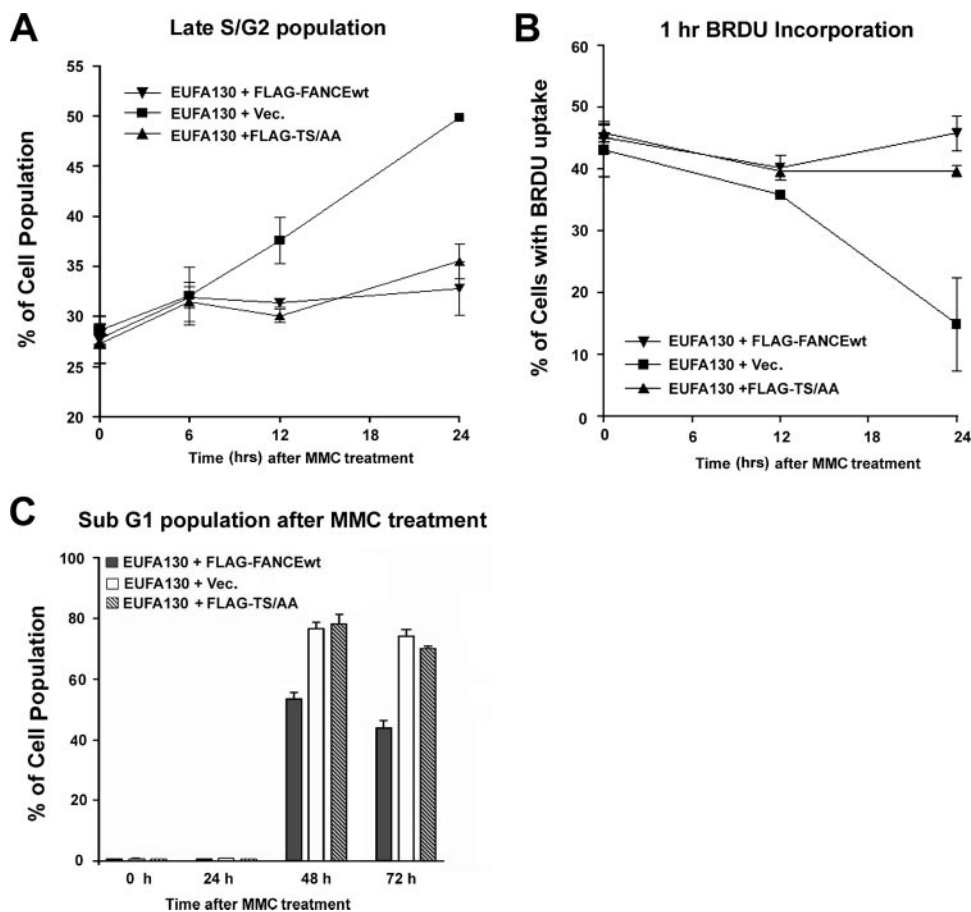 A
Late S/G2 population
% of Cell Population
55
50
45
40
35
30
25
20
EUFA130 + FLAG-FANCEwt
EUFA130 + Vec.
EUFA130 +FLAG-TS/AA
0 6 12 18 24
Time (hrs) after MMC treatment
B
1 hr BRDU Incorporation
% of Cells with BRDU uptake
60
50
40
30
20
10
0
EUFA130 + FLAG-FANCEwt
EUFA130 + Vec.
EUFA130 +FLAG-TS/AA
0 6 12 18 24
Time (hrs) after MMC treatment
C
Sub G1 population after MMC treatment
% of Cell Population
100
80
60
40
20
0
EUFA130 + FLAG-FANCEwt
EUFA130 + Vec.
EUFA130 + FLAG-TS/AA
0 h 24 h 48 h 72 h
Time after MMC treatment